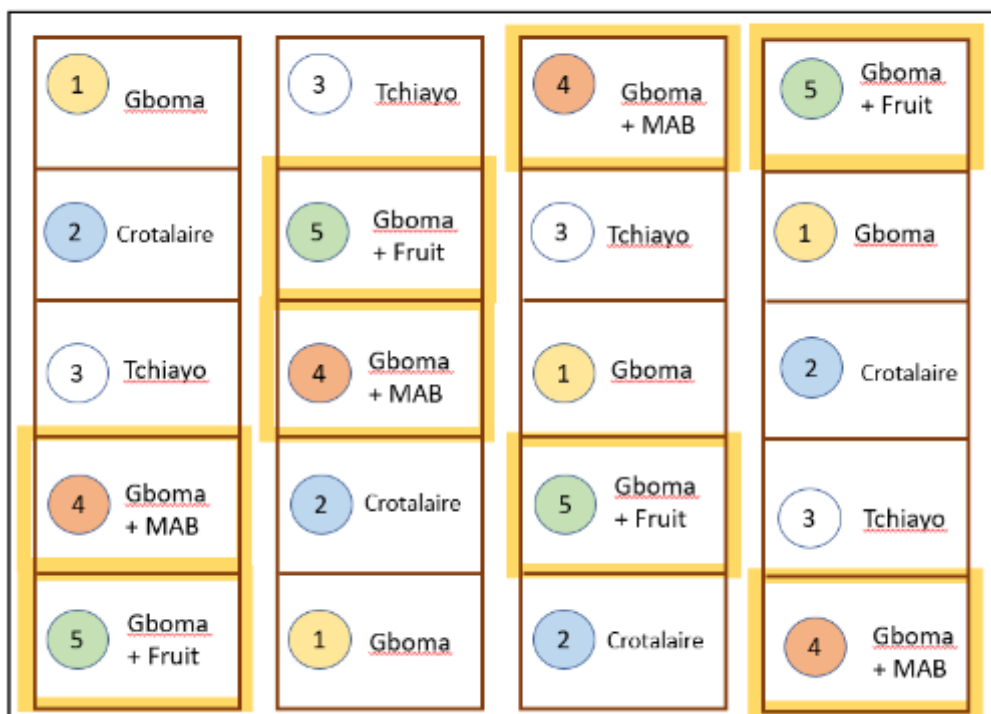 1
Gboma
2
Crotalaire
3
Tchiayo
4
Gboma
+ MAB
5
Gboma
+ Fruit
3
Tchiayo
5
Gboma
+ Fruit
4
Gboma
+ MAB
2
Crotalaire
1
Gboma
4
Gboma
+ MAB
3
Tchiayo
1
Gboma
5
Gboma
+ Fruit
2
Crotalaire
5
Gboma
+ Fruit
1
Gboma
2
Crotalaire
3
Tchiayo
4
Gboma
+ MAB